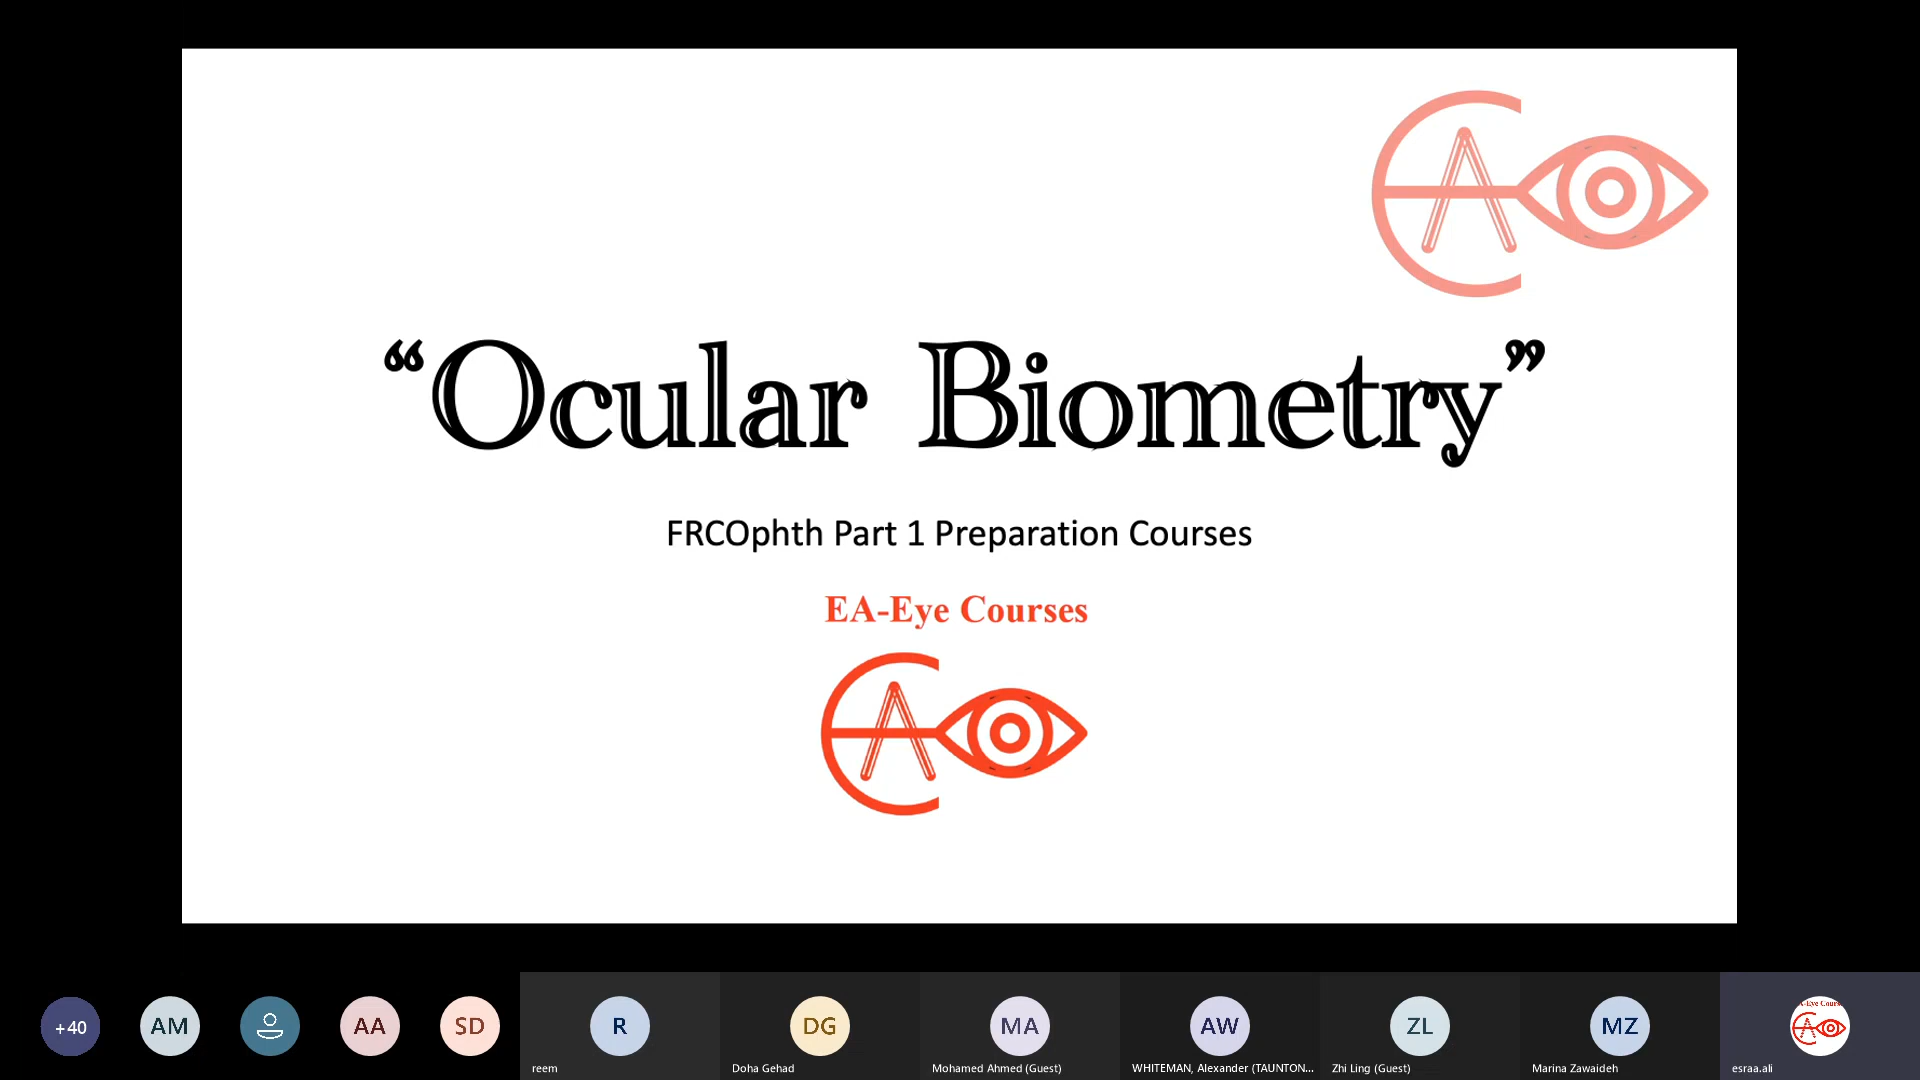 “Ocular Biometry”
FRCOphth Part 1 Preparation Courses
EA-Eye Courses
+40
AM
AA
SD
R
DG
MA
AW
ZL
MZ
reem
Doha Gehad
Mohamed Ahmed (Guest)
WHITEMAN, Alexander (TAUNTON...
Zhi Ling (Guest)
Marina Zawaideh
esraa.ali